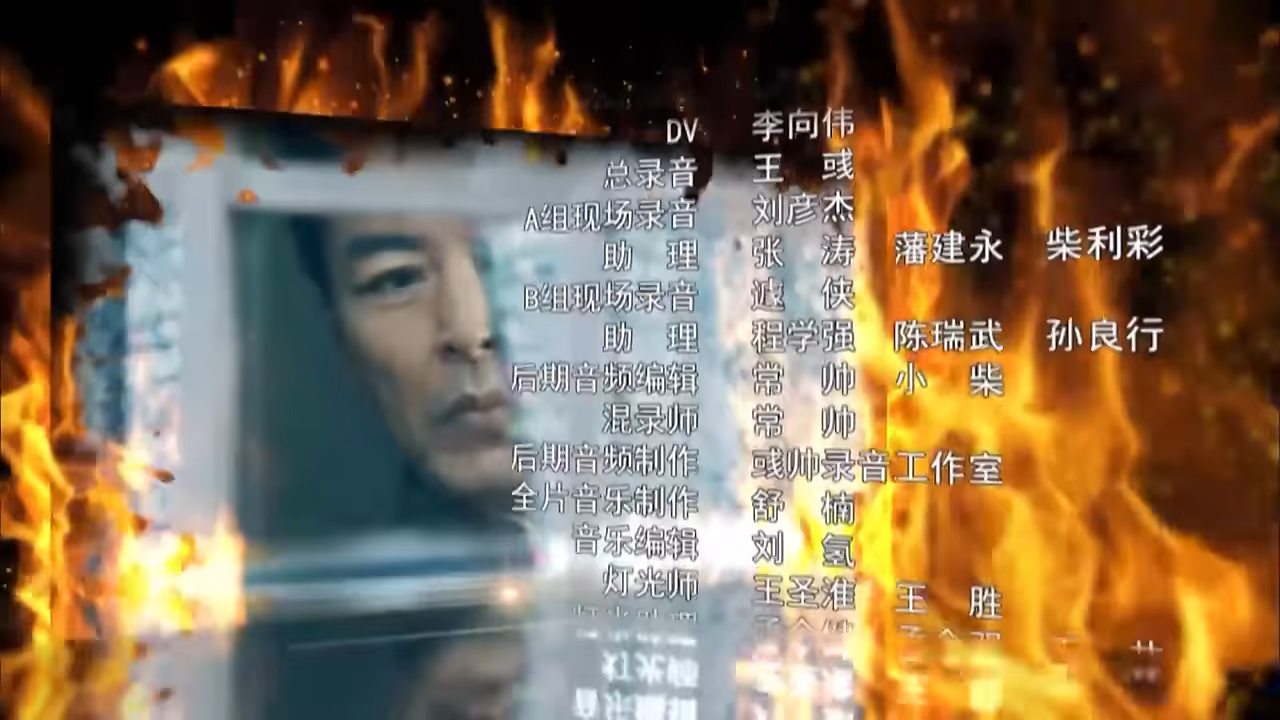 DV 李向伟
总录音 王 彧
A组现场录音 刘彦杰
助 理 张 涛 藩建永 柴利彩
B组现场录音 遆 侠
助 理 程学强 陈瑞武 孙良行
后期音频编辑 常 帅 小 柴
混录师 常 帅
后期音频制作 彧帅录音工作室
全片音乐制作 舒 楠
音乐编辑 刘 氢
灯光师 王圣淮 王 胜